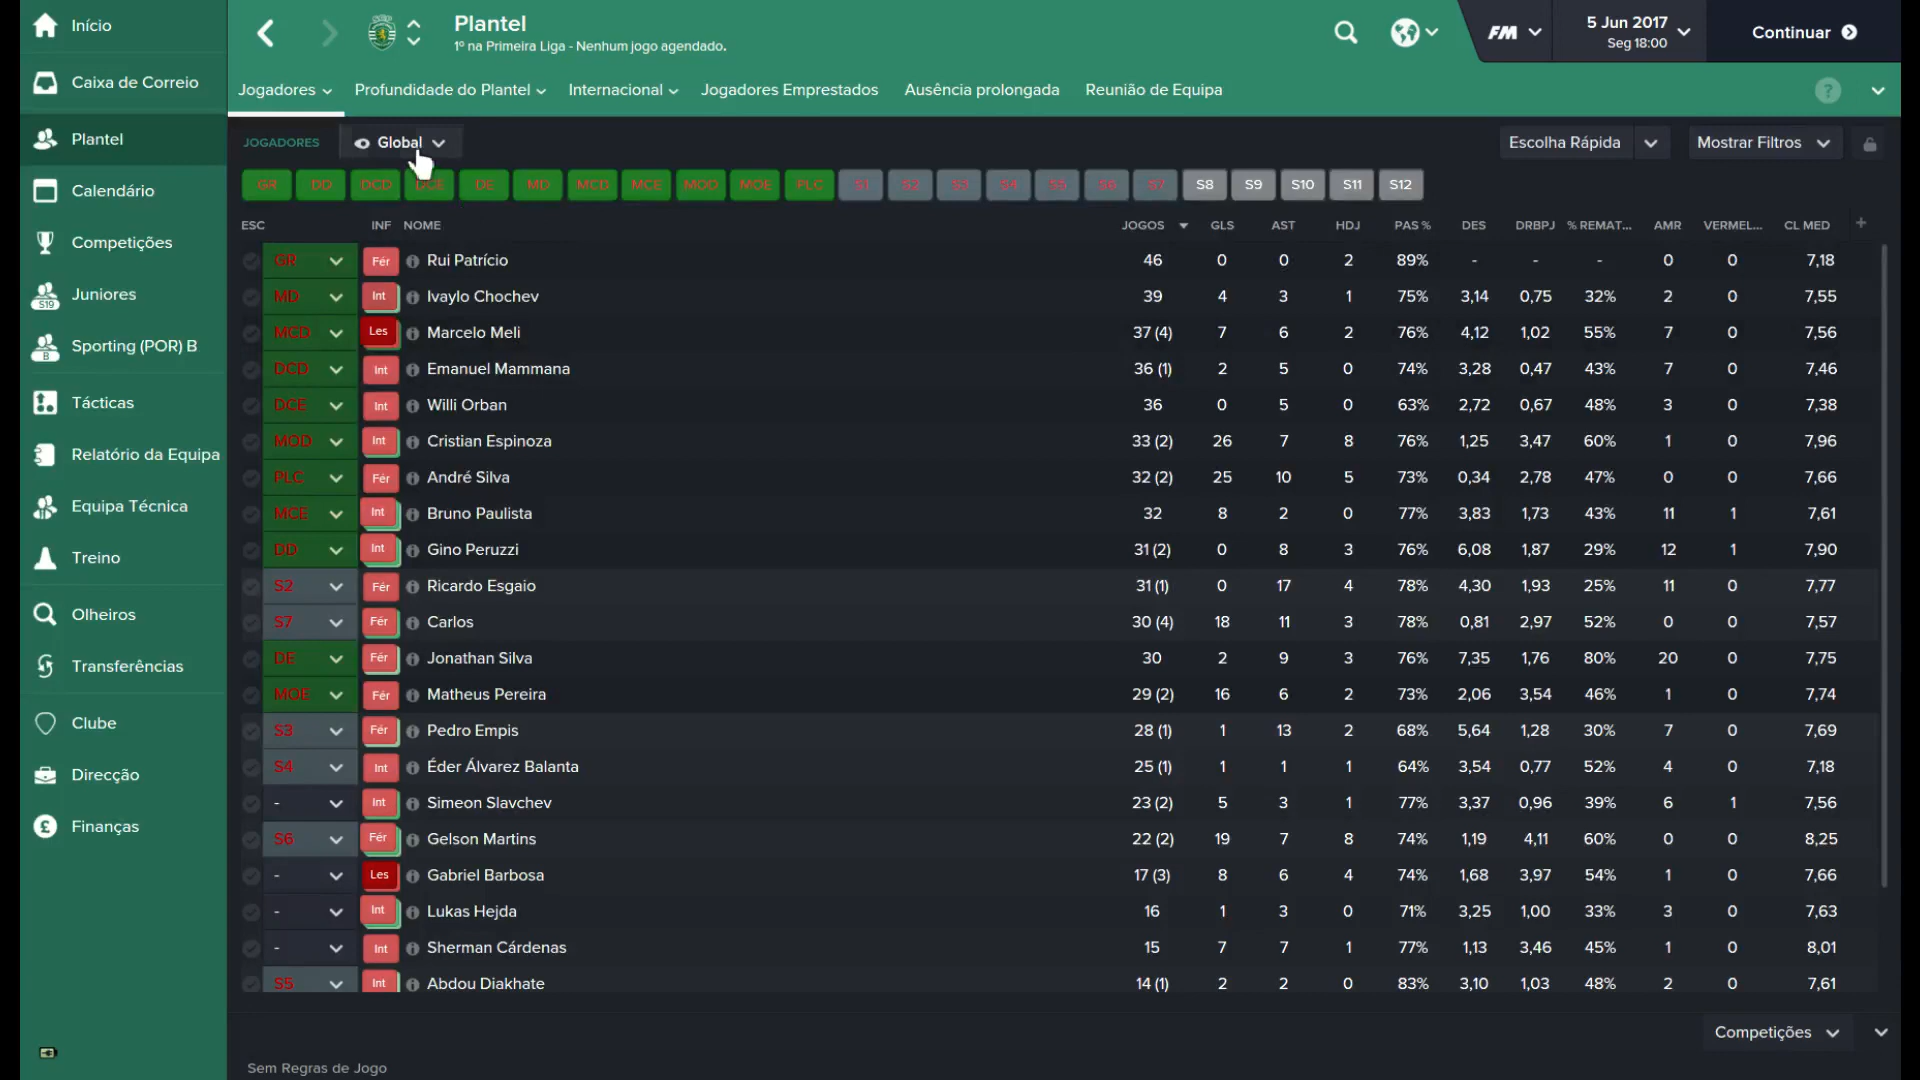 Início
Caixa de Correio
Plantel
Calendário
Competições
Juniores
Sporting (POR) B
Tácticas
Relatório da Equipa
Equipa Técnica
Treino
Olheiros
Transferências
Clube
Direcção
Finanças
Plantel
1º na Primeira Liga - Nenhum jogo agendado.
FM
5 Jun 2017
Seg 18:00
Continuar
Jogadores Profundidade do Plantel Internacional Jogadores Emprestados Ausência prolongada Reunião de Equipa ?
JOGADORES Global Escolha Rápida Mostrar Filtros
GR DD DCD DCE DE MD MCD MCE MOD MOE PLC S1 S2 S3 S4 S5 S6 S7 S8 S9 S10 S11 S12
ESC INF NOME JOGOS GLS AST HDJ PAS % DES DRBPJ % REMAT... AMR VERMEL... CL MED +
GR Fér Rui Patrício 46 0 0 2 89% - - - 0 0 7,18
MD Int Ivaylo Chochev 39 4 3 1 75% 3,14 0,75 32% 2 0 7,55
MCD Les Marcelo Meli 37 (4) 7 6 2 76% 4,12 1,02 55% 7 0 7,56
DCD Int Emanuel Mammana 36 (1) 2 5 0 74% 3,28 0,47 43% 7 0 7,46
DCE Int Willi Orban 36 0 5 0 63% 2,72 0,67 48% 3 0 7,38
MOD Int Cristian Espinoza 33 (2) 26 7 8 76% 1,25 3,47 60% 1 0 7,96
PLC Fér André Silva 32 (2) 25 10 5 73% 0,34 2,78 47% 0 0 7,66
MCE Int Bruno Paulista 32 8 2 0 77% 3,83 1,73 43% 11 1 7,61
DD Int Gino Peruzzi 31 (2) 0 8 3 76% 6,08 1,87 29% 12 1 7,90
S2 Fér Ricardo Esgaio 31 (1) 0 17 4 78% 4,30 1,93 25% 11 0 7,77
S7 Fér Carlos 30 (4) 18 11 3 78% 0,81 2,97 52% 0 0 7,57
DE Fér Jonathan Silva 30 2 9 3 76% 7,35 1,76 80% 20 0 7,75
MOE Fér Matheus Pereira 29 (2) 16 6 2 73% 2,06 3,54 46% 1 0 7,74
S3 Fér Pedro Empis 28 (1) 1 13 2 68% 5,64 1,28 30% 7 0 7,69
S4 Int Éder Álvarez Balanta 25 (1) 1 1 1 64% 3,54 0,77 52% 4 0 7,18
- Int Simeon Slavchev 23 (2) 5 3 1 77% 3,37 0,96 39% 6 1 7,56
S6 Fér Gelson Martins 22 (2) 19 7 8 74% 1,19 4,11 60% 0 0 8,25
- Les Gabriel Barbosa 17 (3) 8 6 4 74% 1,68 3,97 54% 1 0 7,66
- Int Lukas Hejda 16 1 3 0 71% 3,25 1,00 33% 3 0 7,63
- Int Sherman Cárdenas 15 7 7 1 77% 1,13 3,46 45% 1 0 8,01
S5 Int Abdou Diakhate 14 (1) 2 2 0 83% 3,10 1,03 48% 2 0 7,61
Competições
Sem Regras de Jogo